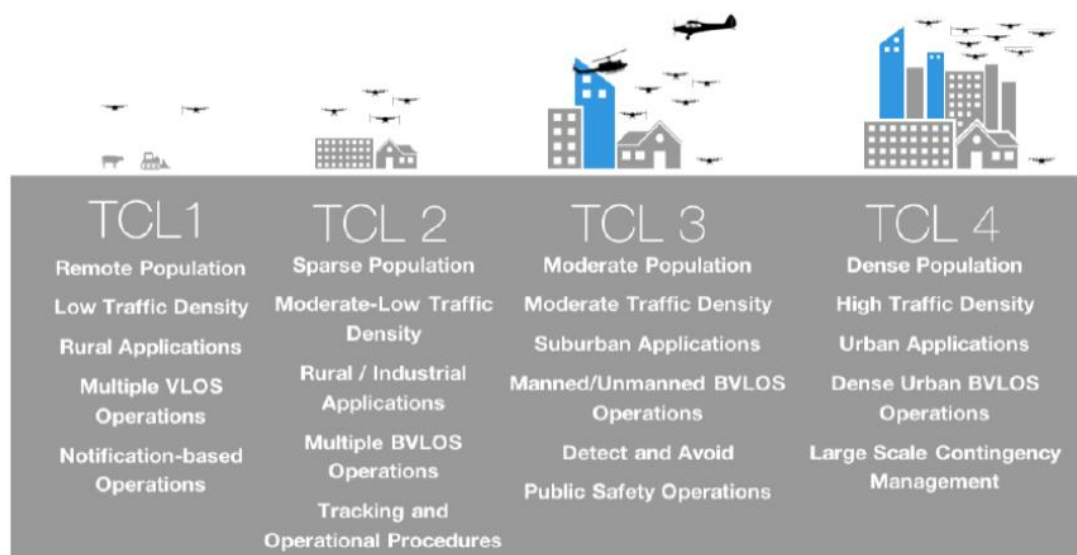 TCL1
Remote Population
Low Traffic Density
Rural Applications
Multiple VLOS
Operations
Notification-based
Operations
TCL 2
Sparse Population
Moderate-Low Traffic
Density
Rural / Industrial
Applications
Multiple BVLOS
Operations
Tracking and
Operational Procedures
TCL 3
Moderate Population
Moderate Traffic Density
Suburban Applications
Manned/Unmanned BVLOS
Operations
Detect and Avoid
Public Safety Operations
TCL 4
Dense Population
High Traffic Density
Urban Applications
Dense Urban BVLOS
Operations
Large Scale Contingency
Management